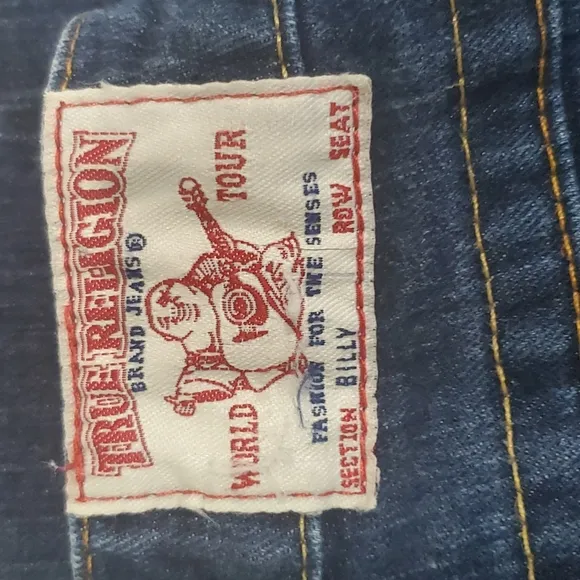 TRUE RELIGION
BRAND JEANS®
WORLD TOUR
FASHION FOR THE SENSES
SECTION ROW SEAT
BILLY